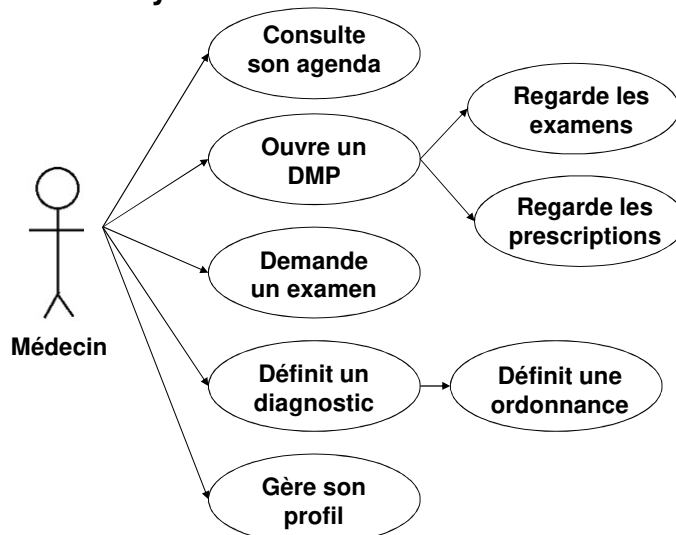 Consulte
son agenda
Regarde les
examens
Ouvre un
DMP
Regarde les
prescriptions
Demande
un examen
Médecin
Définit un
diagnostic
Définit une
ordonnance
Gère son
profil